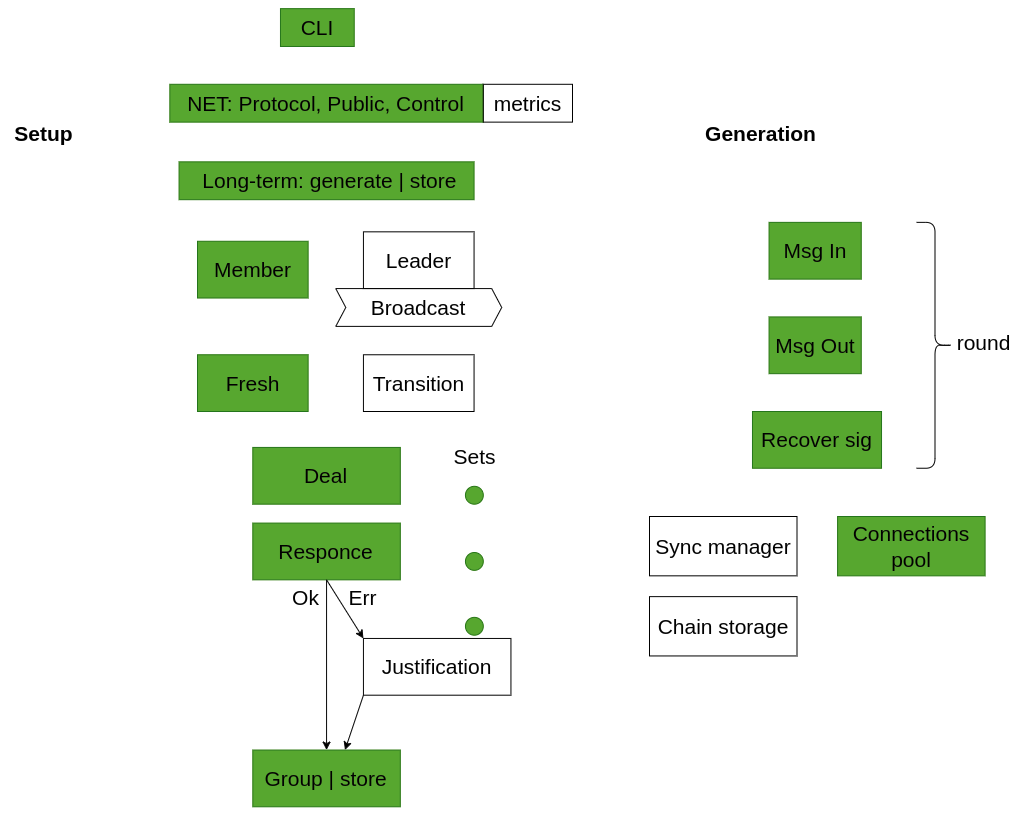 CLI
NET: Protocol, Public, Control
metrics
Setup
Generation
Long-term: generate | store
Member
Leader
Broadcast
Fresh
Transition
Deal
Sets
Responce
Ok
Err
Justification
Group | store
Msg In
Msg Out
round
Recover sig
Sync manager
Connections
pool
Chain storage